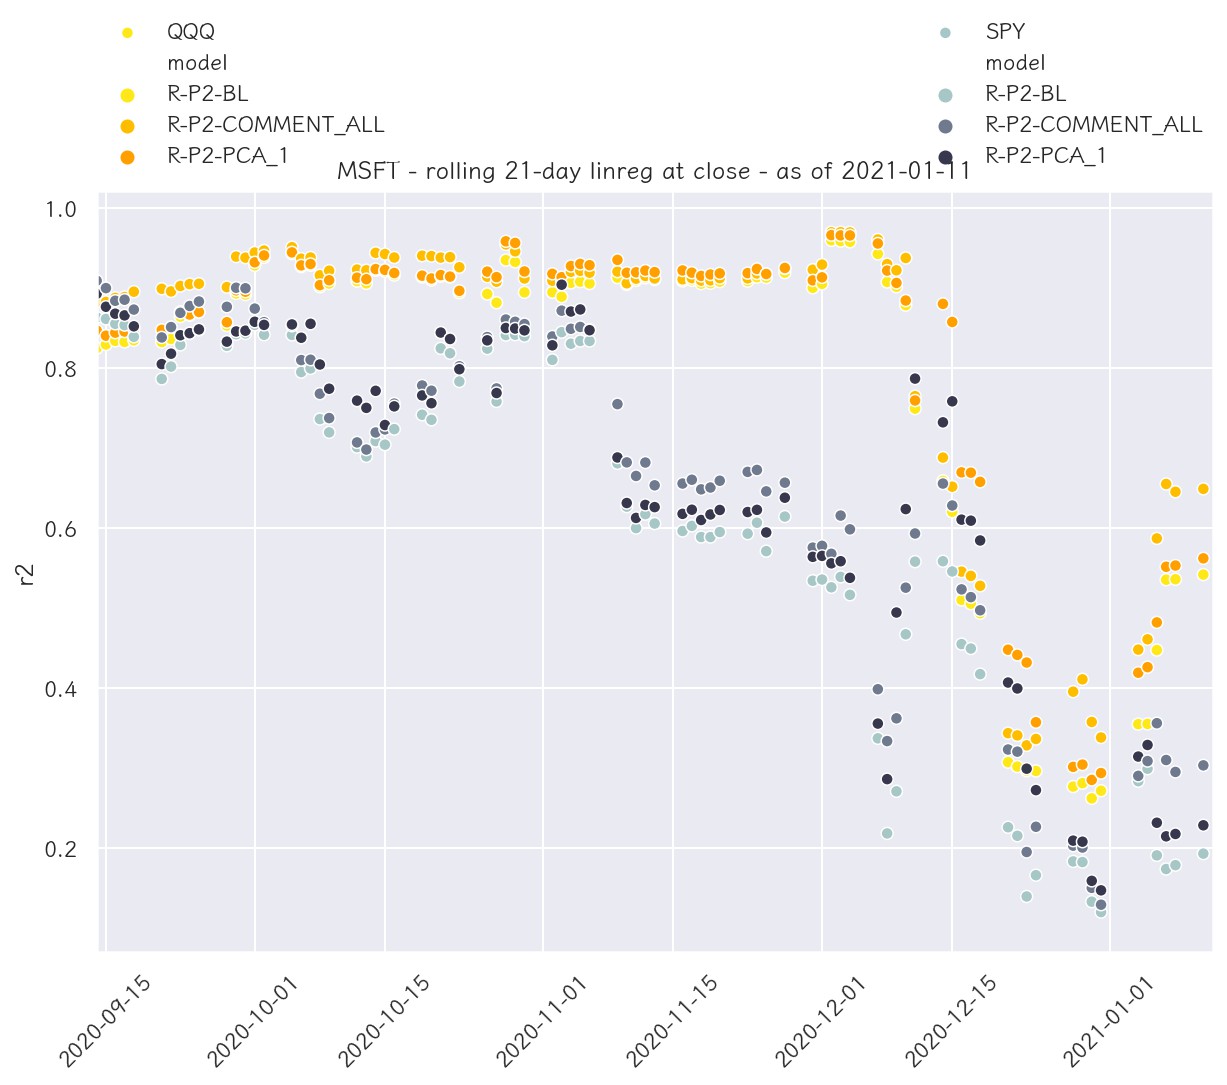 QQQ
model
R-P2-BL
R-P2-COMMENT_ALL
R-P2-PCA_1
SPY
model
R-P2-BL
R-P2-COMMENT_ALL
R-P2-PCA_1
MSFT - rolling 21-day linreg at close - as of 2021-01-11
1.0
0.8
0.6
0.4
0.2
r2
2020-09-15
2020-10-01
2020-10-15
2020-11-01
2020-11-15
2020-12-01
2020-12-15
2021-01-01